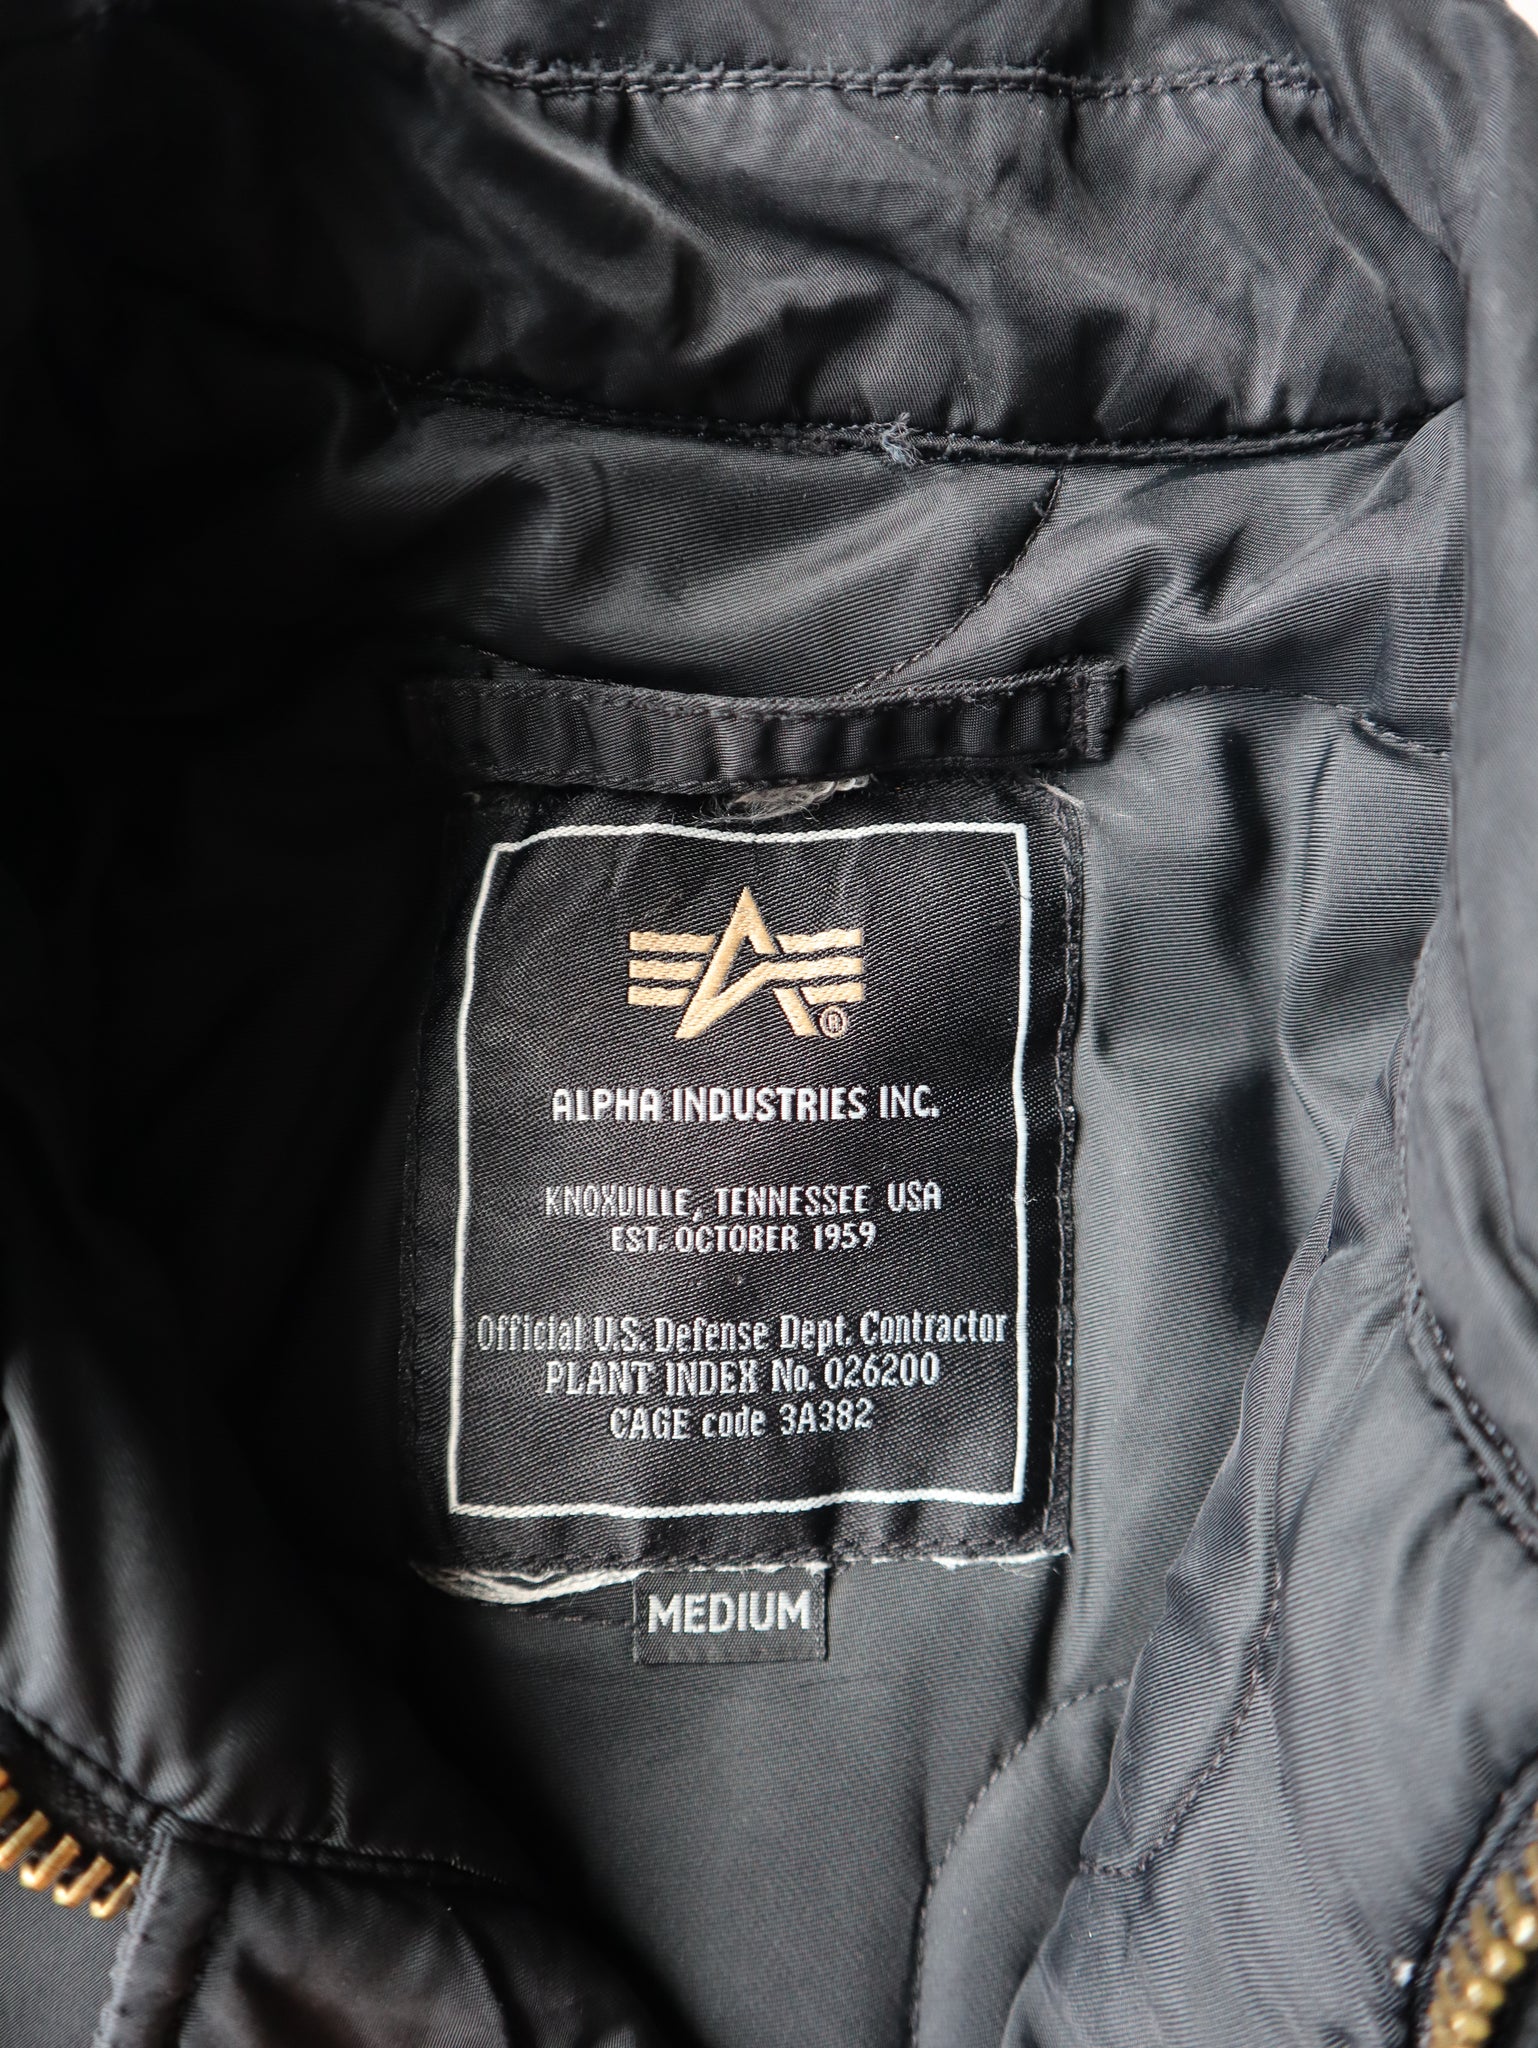 ALPHA INDUSTRIES INC.
KNOXVILLE, TENNESSEE USA
EST. OCTOBER 1959
Official U.S. Defense Dept. Contractor
PLANT INDEX No. 026200
CAGE code 3A382
MEDIUM